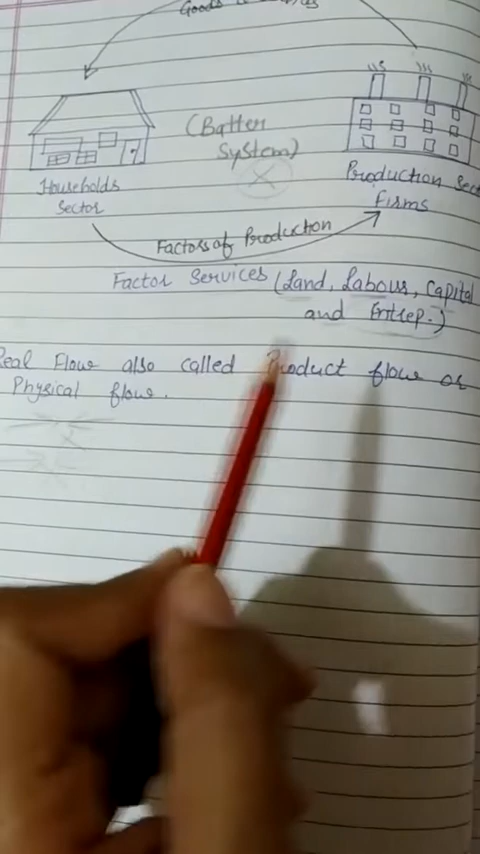 Goods
(Batter
System)
Households
Sector
Production Sec
firms
Factors of Production
Factor Services (Land, Labour, Capital
and Entrep.)
Real Flow also called Product flow or
Physical flow.